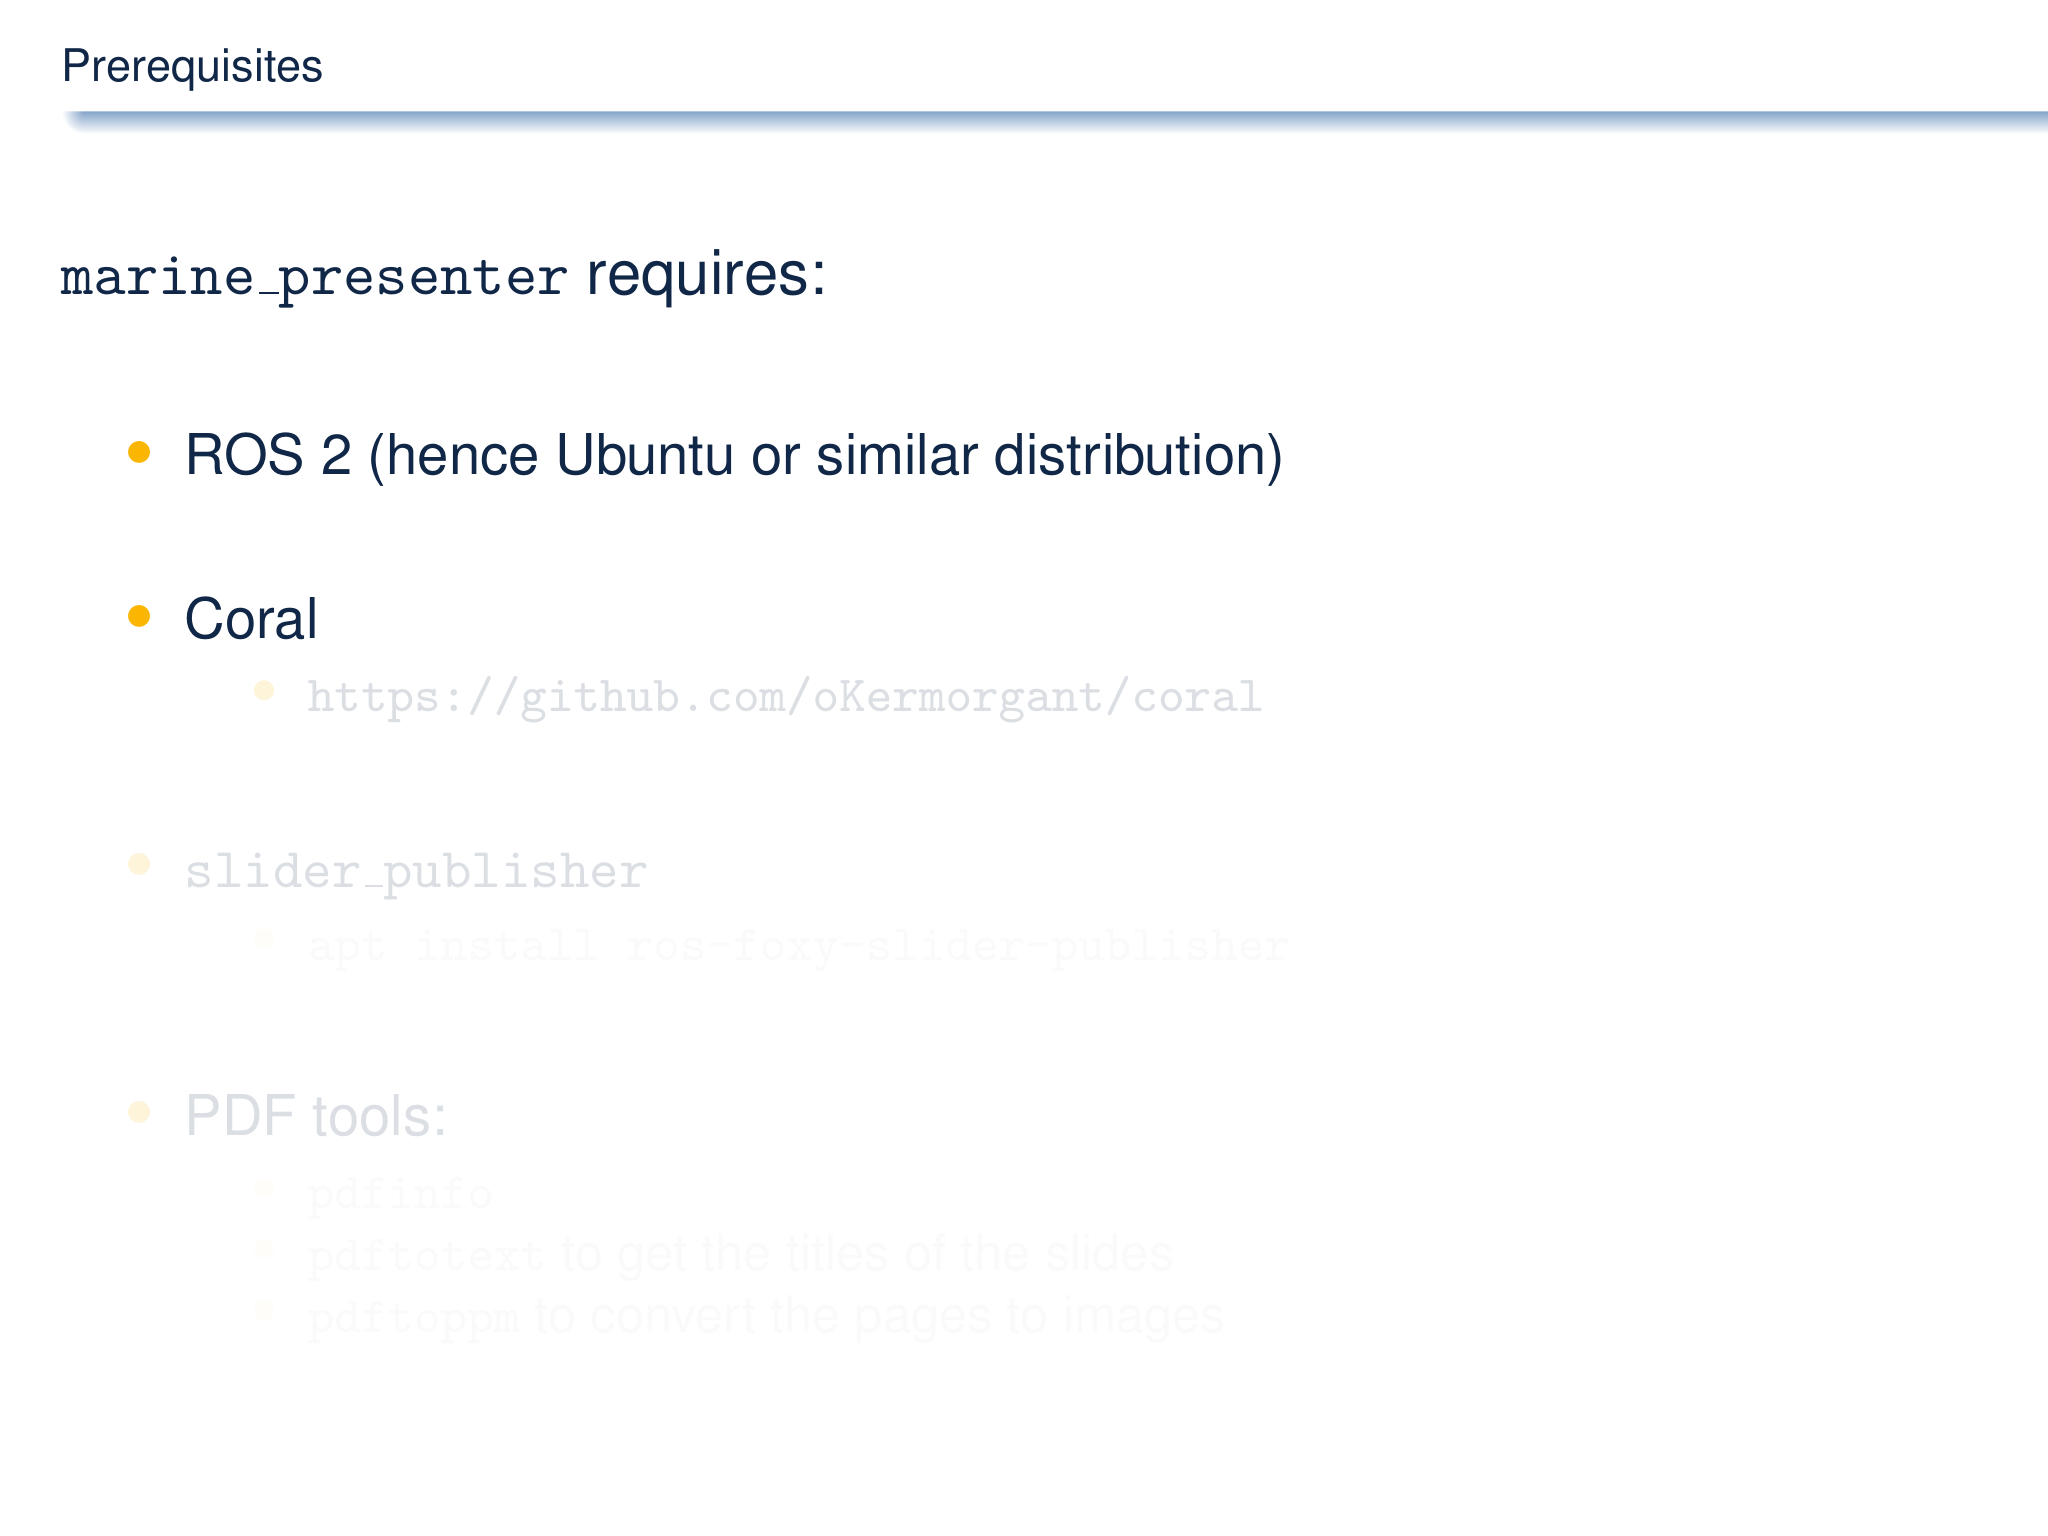 Prerequisites
marine_presenter requires:
• ROS 2 (hence Ubuntu or similar distribution)
• Coral
• https://github.com/oKermorgant/coral
• slider_publisher
• apt install ros-foxy-slider-publisher
• PDF tools:
• pdfinfo
• pdftotext to get the titles of the slides
• pdftoppm to convert the pages to images